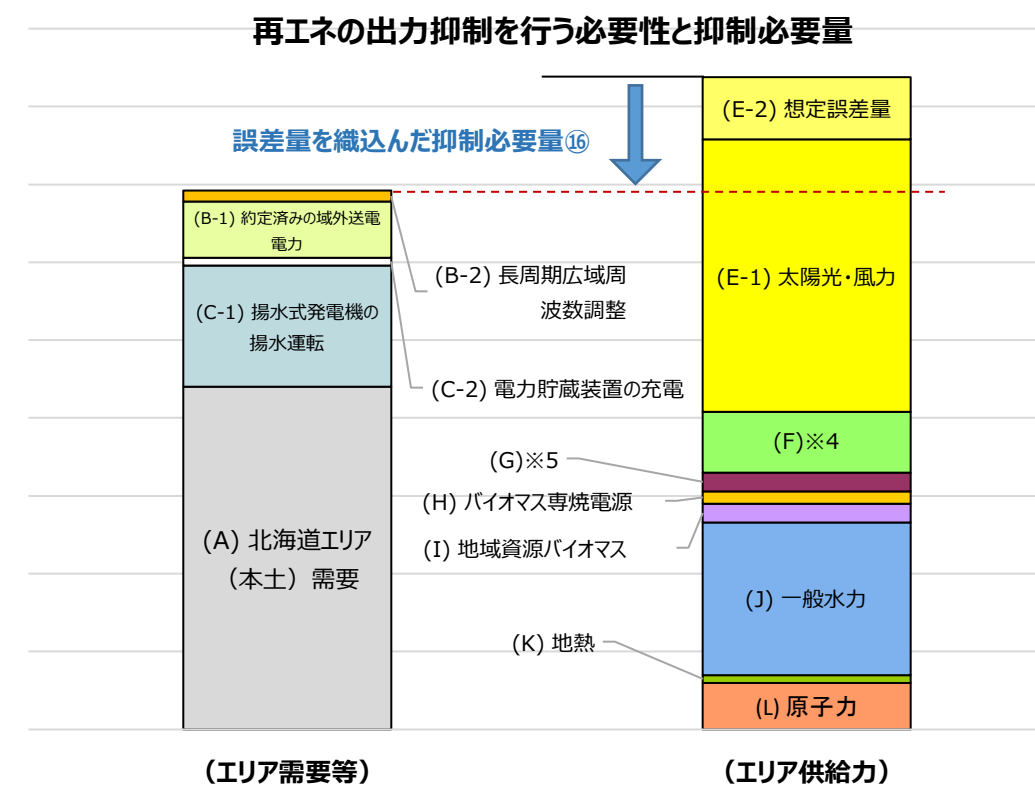 再エネの出力抑制を行う必要性と抑制必要量
(E-2) 想定誤差量
誤差量を織込んだ抑制必要量⑯
(B-1) 約定済みの域外送電
電力
(B-2) 長周期広域周
波数調整
(E-1) 太陽光・風力
(C-1) 揚水式発電機の
揚水運転
(C-2) 電力貯蔵装置の充電
(F)※4
(G)※5
(H) バイオマス専焼電源
(I) 地域資源バイオマス
(A) 北海道エリア
（本土）需要
(J) 一般水力
(K) 地熱
(L) 原子力
（エリア需要等）
（エリア供給力）